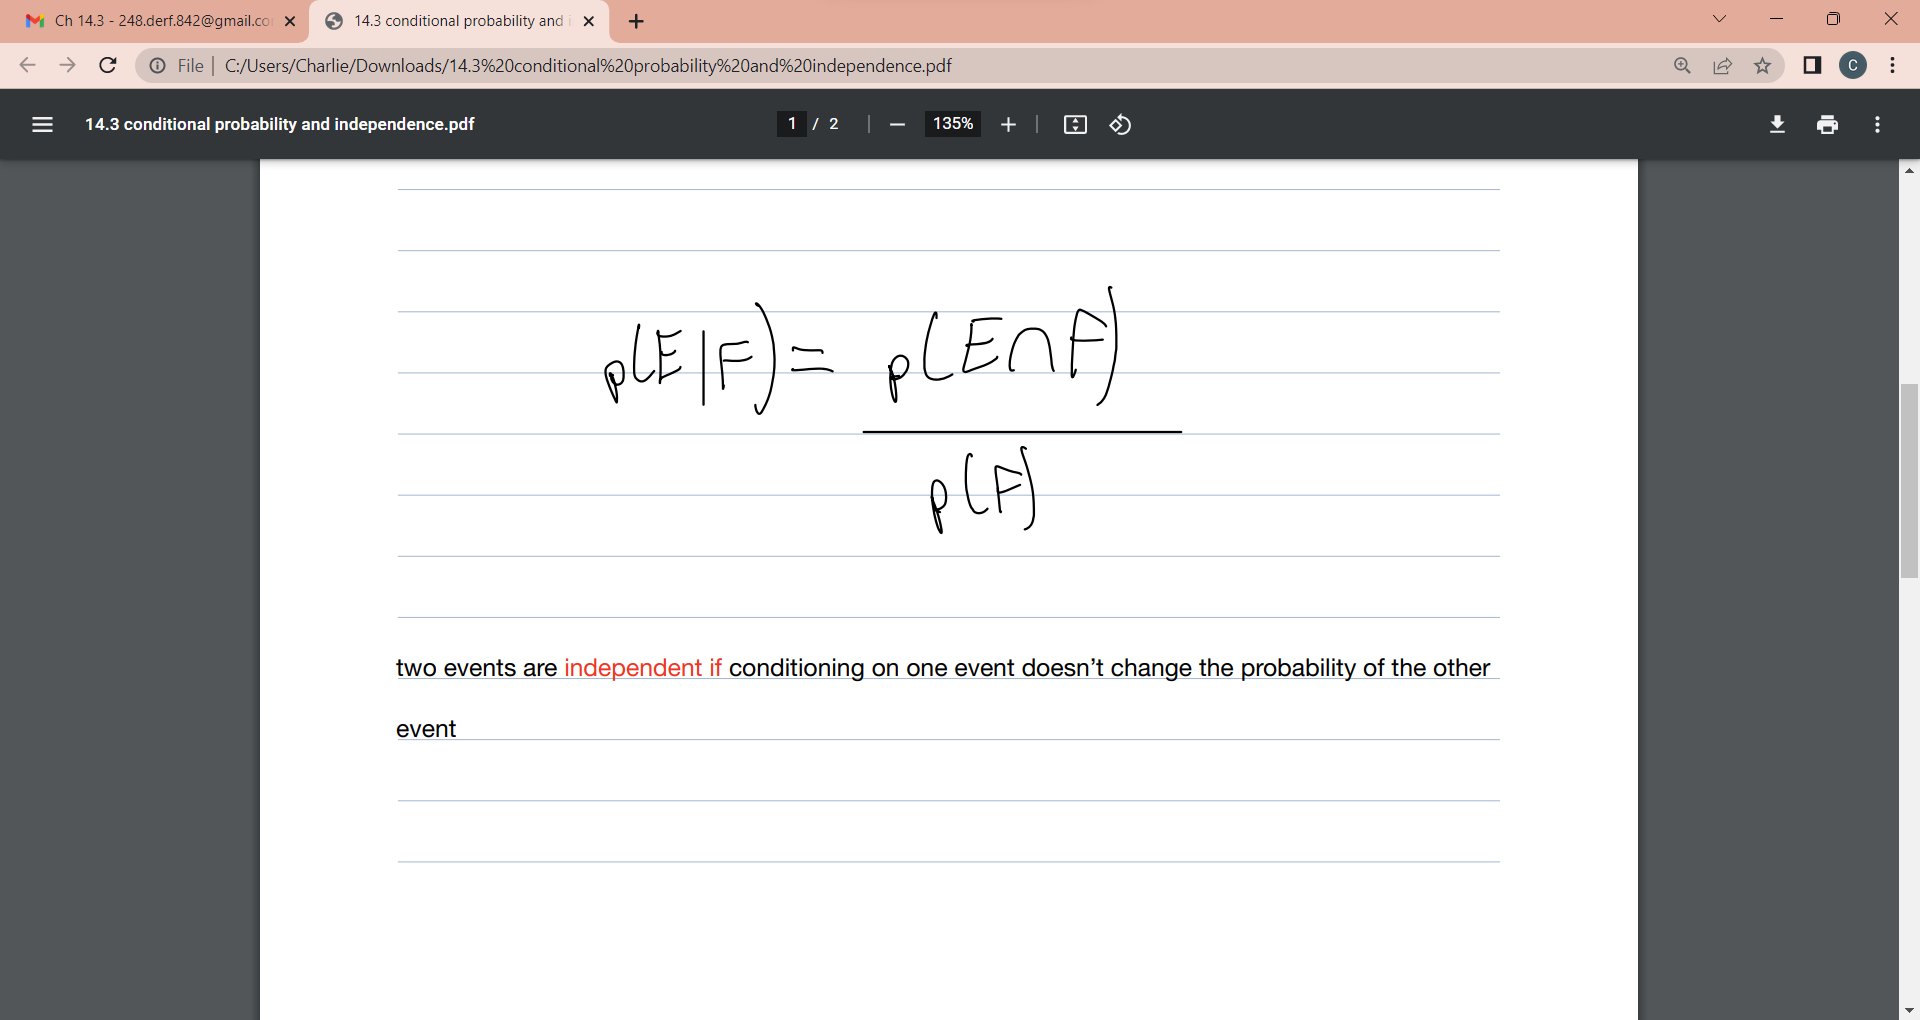 Ch 14.3 - 248.derf.842@gmail.co
14.3 conditional probability and i
File | C:/Users/Charlie/Downloads/14.3%20conditional%20probability%20and%20independence.pdf
C
14.3 conditional probability and independence.pdf
1 / 2
135%
p(E|F) = p(E∩F)
p(F)
two events are independent if conditioning on one event doesn’t change the probability of the other
event